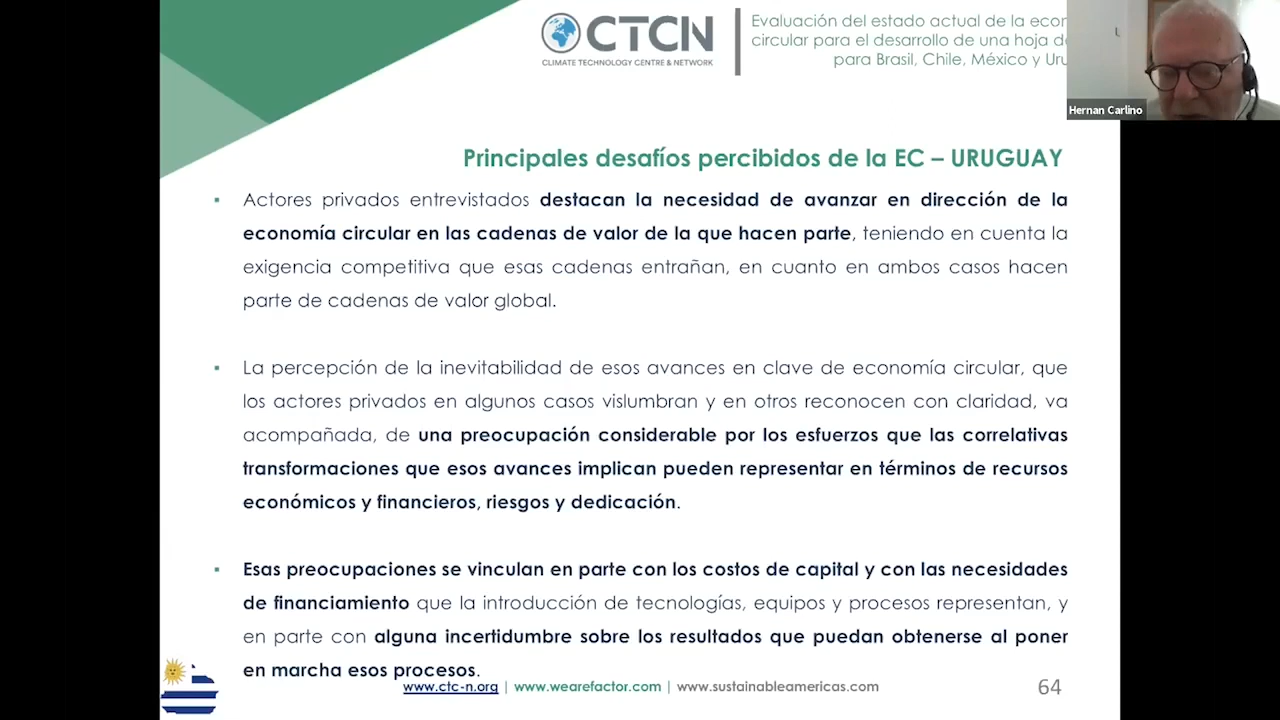 CTCN
CLIMATE TECHNOLOGY CENTRE & NETWORK
Evaluación del estado actual de la
circular para el desarrollo de una hoja
para Brasil, Chile, México y
Hernan Carlino
Principales desafíos percibidos de la EC – URUGUAY
▪ Actores privados entrevistados destacan la necesidad de avanzar en dirección de la
economía circular en las cadenas de valor de la que hacen parte, teniendo en cuenta la
exigencia competitiva que esas cadenas entrañan, en cuanto en ambos casos hacen
parte de cadenas de valor global.
▪ La percepción de la inevitabilidad de esos avances en clave de economía circular, que
los actores privados en algunos casos vislumbran y en otros reconocen con claridad, va
acompañada, de una preocupación considerable por los esfuerzos que las correlativas
transformaciones que esos avances implican pueden representar en términos de recursos
económicos y financieros, riesgos y dedicación.
▪ Esas preocupaciones se vinculan en parte con los costos de capital y con las necesidades
de financiamiento que la introducción de tecnologías, equipos y procesos representan, y
en parte con alguna incertidumbre sobre los resultados que puedan obtenerse al poner
en marcha esos procesos.
www.ctc-n.org | www.wearefactor.com | www.sustainableamericas.com
64